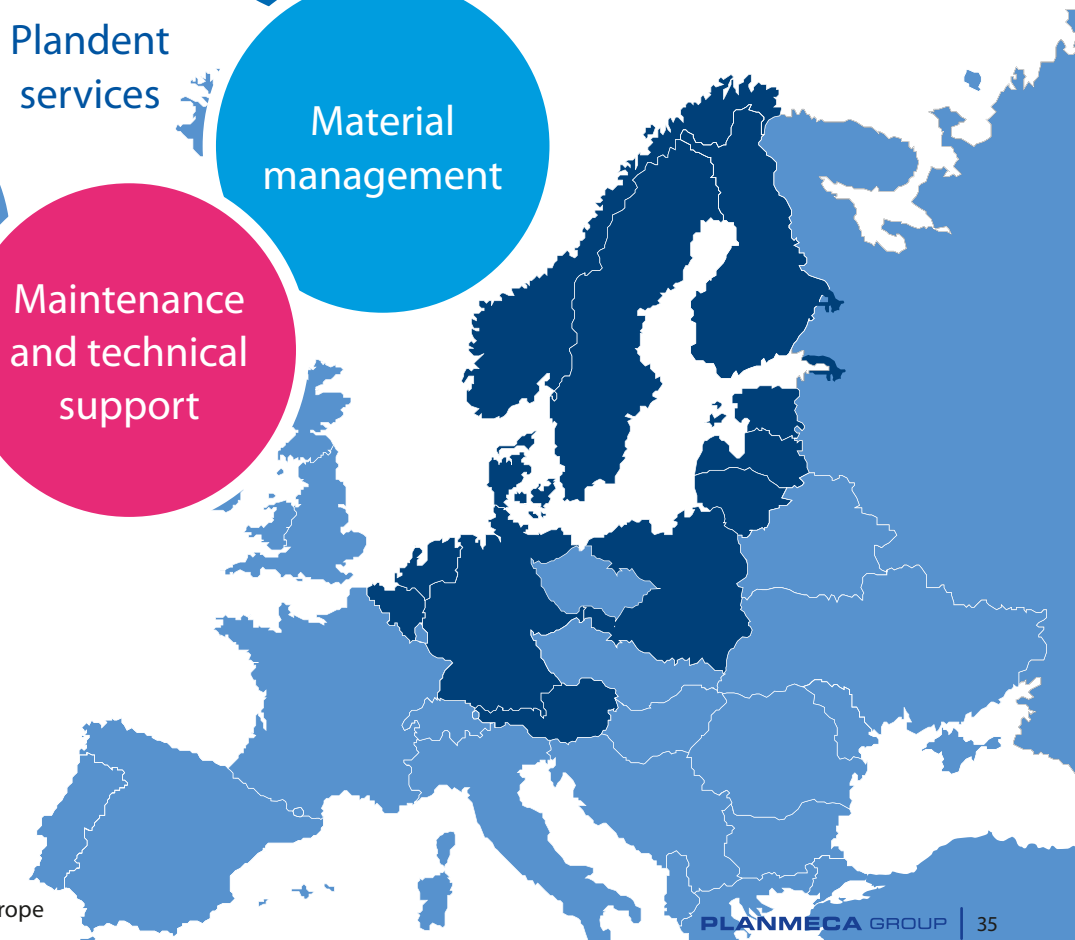 Plandent
services
Material
management
Maintenance
and technical
support
rope
PLANMECA GROUP | 35